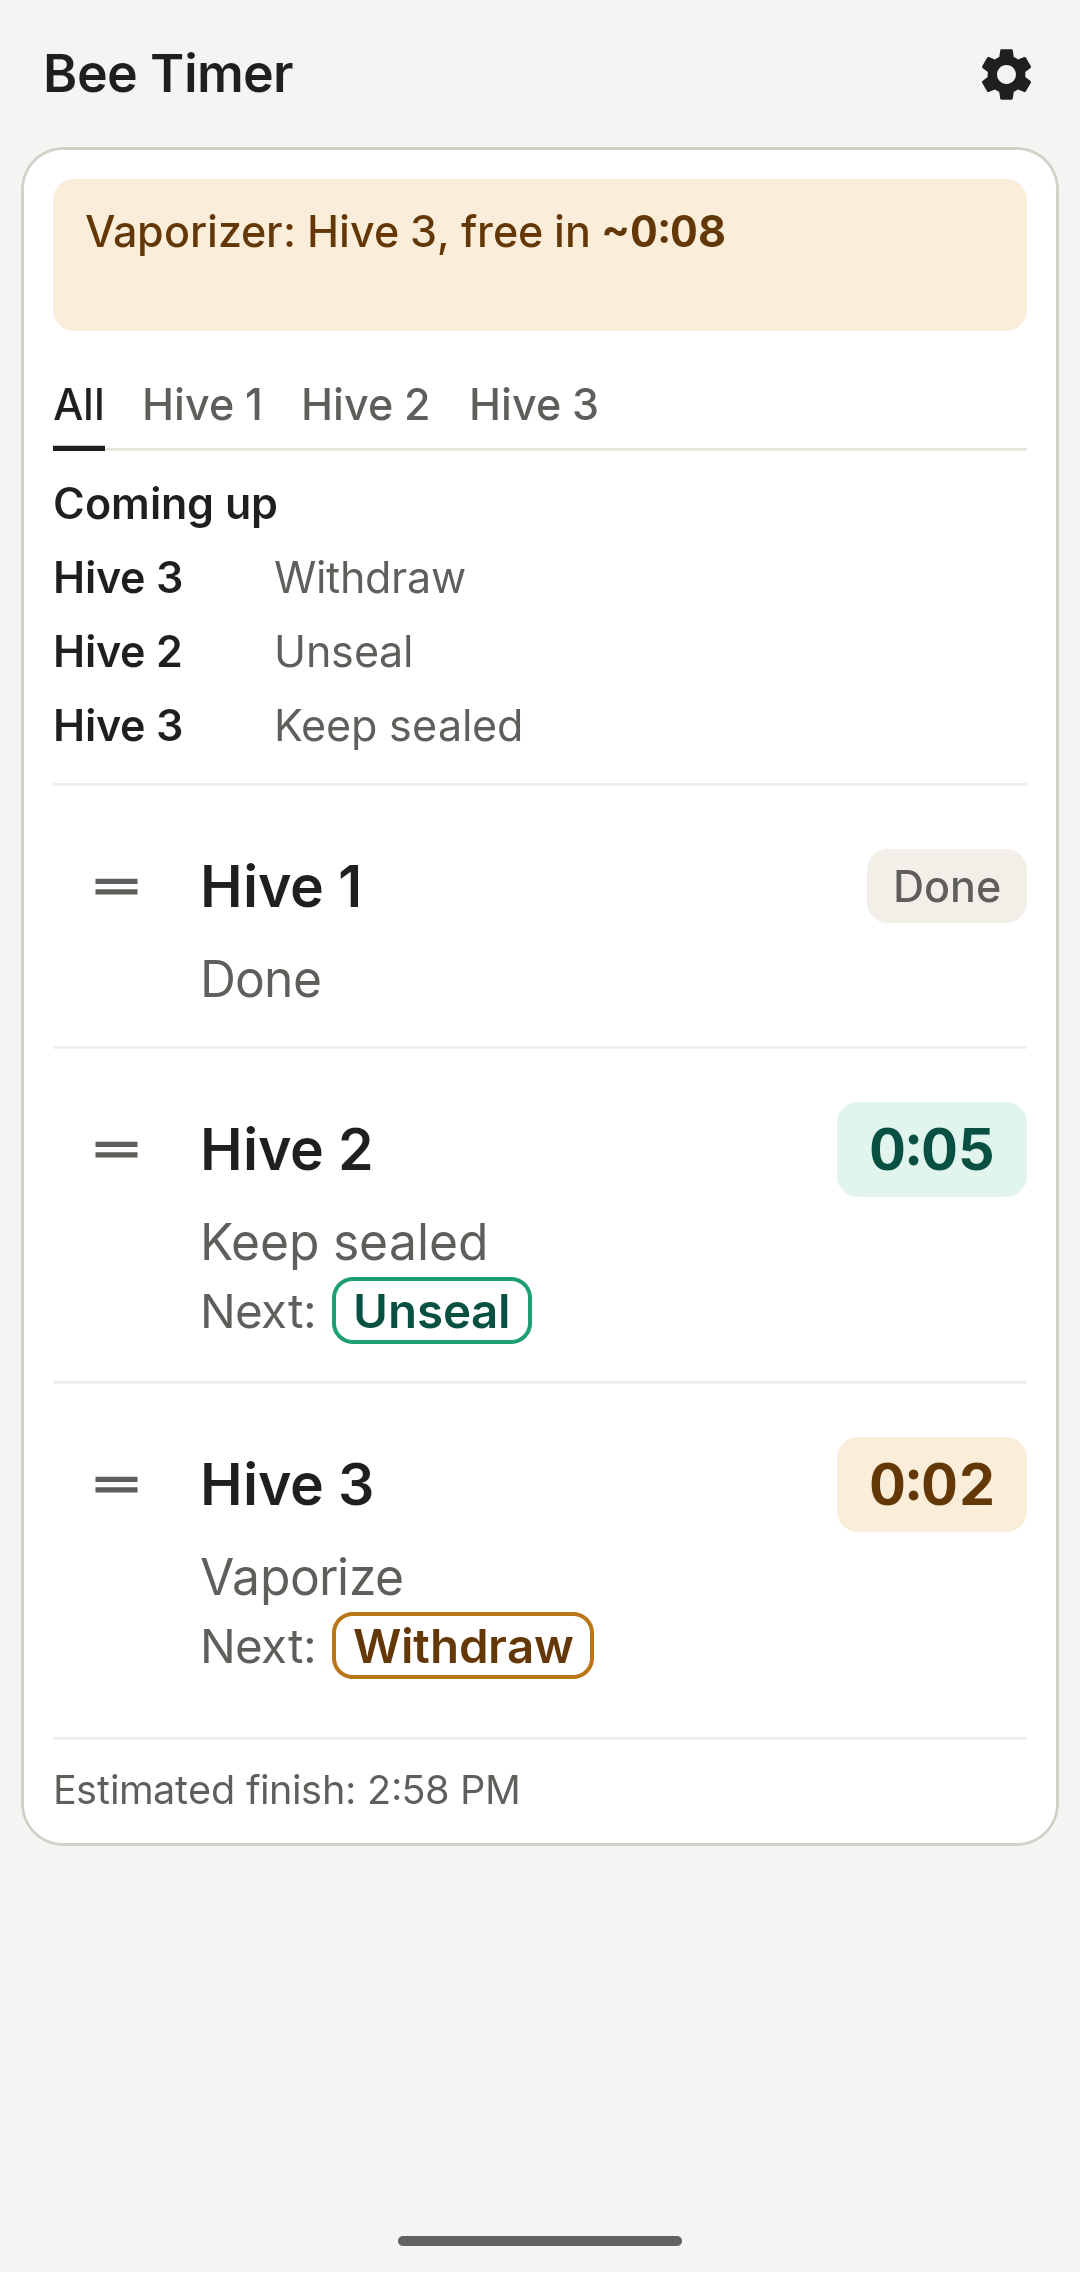 Bee Timer
Vaporizer: Hive 3, free in ~0:08
All Hive 1 Hive 2 Hive 3
Coming up
Hive 3 Withdraw
Hive 2 Unseal
Hive 3 Keep sealed
Hive 1 Done
Done
Hive 2 0:05
Keep sealed
Next: Unseal
Hive 3 0:02
Vaporize
Next: Withdraw
Estimated finish: 2:58 PM